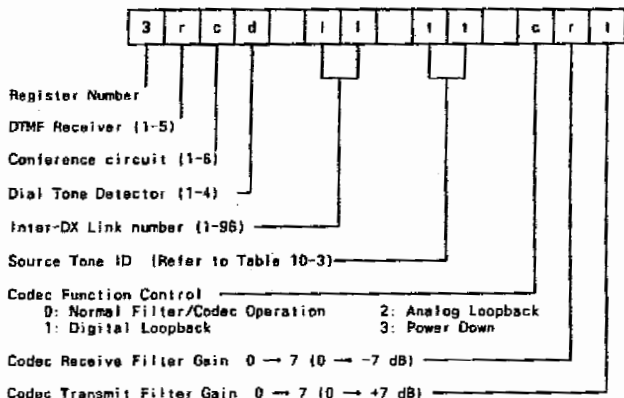 3 r c d l l t t c r t
Register Number
DTMF Receiver (1-5)
Conference circuit (1-6)
Dial Tone Detector (1-4)
Inter-DX Link number (1-96)
Source Tone ID (Refer to Table 10-3)
Codec Function Control
0: Normal Filter/Codec Operation 2: Analog Loopback
1: Digital Loopback 3: Power Down
Codec Receive Filter Gain 0 → 7 (0 → -7 dB)
Codec Transmit Filter Gain 0 → 7 (0 → +7 dB)